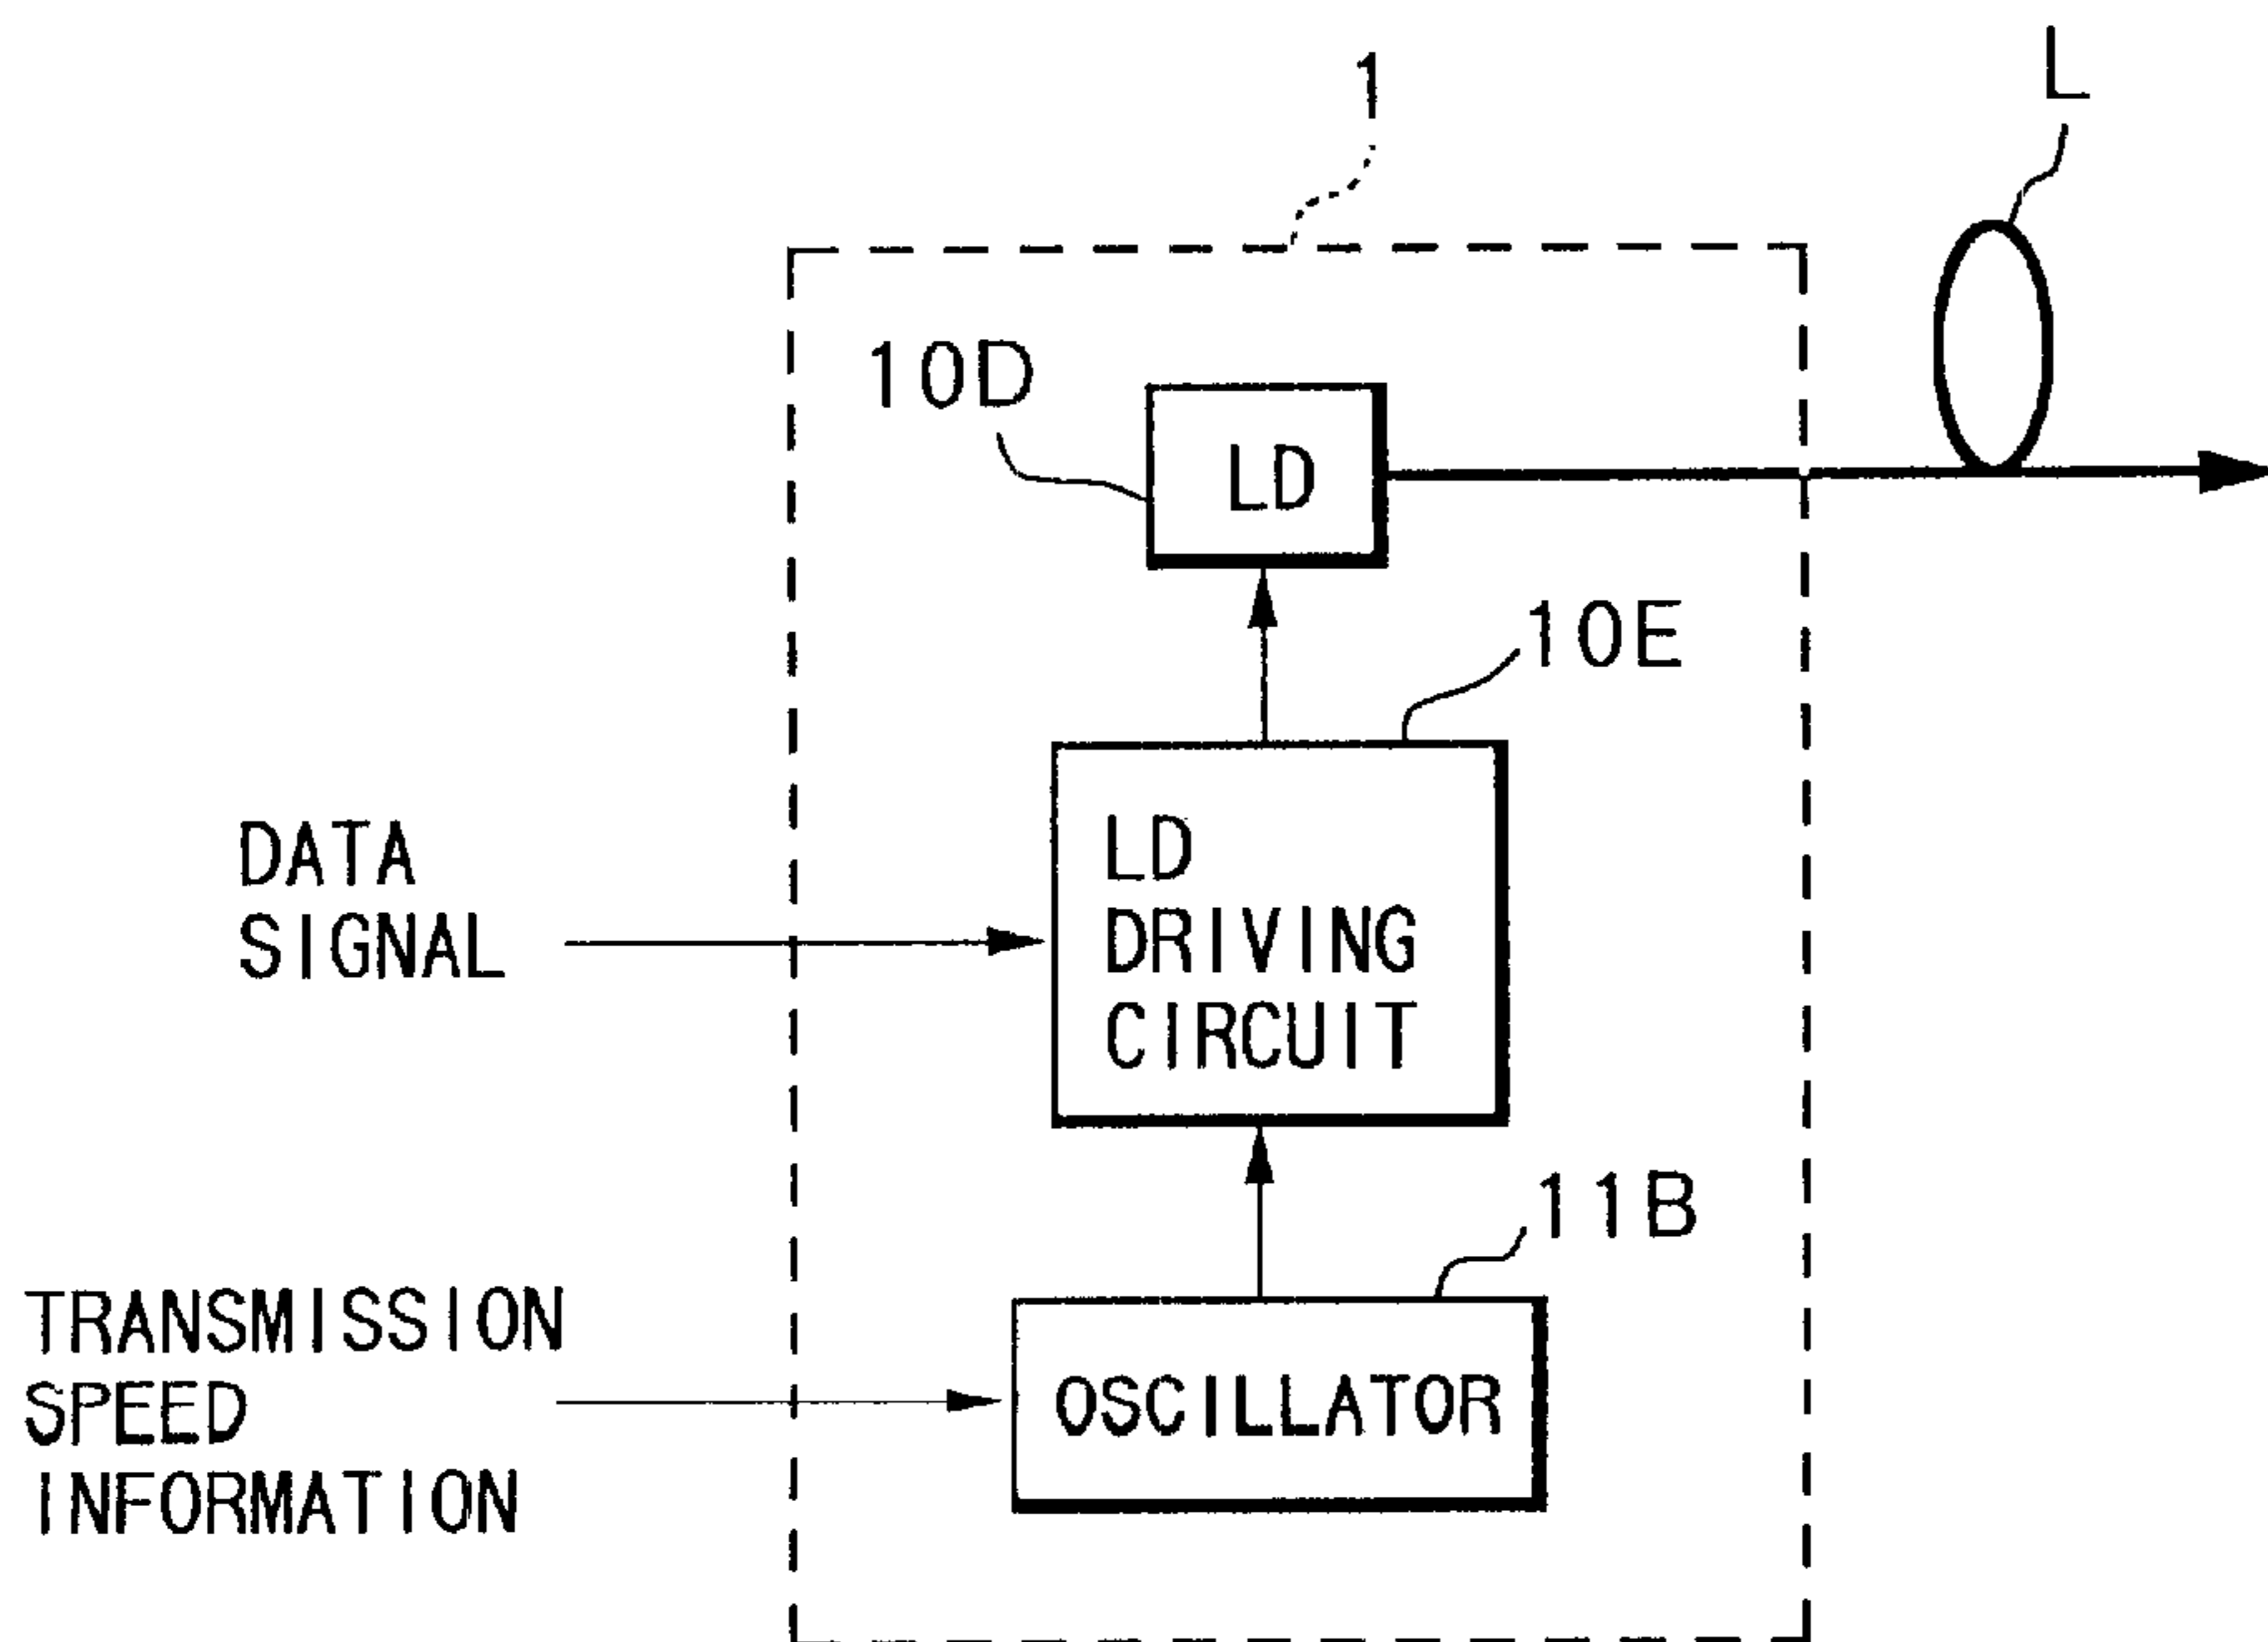 1
L
10D
LD
10E
LD
DRIVING
CIRCUIT
DATA
SIGNAL
11B
OSCILLATOR
TRANSMISSION
SPEED
INFORMATION